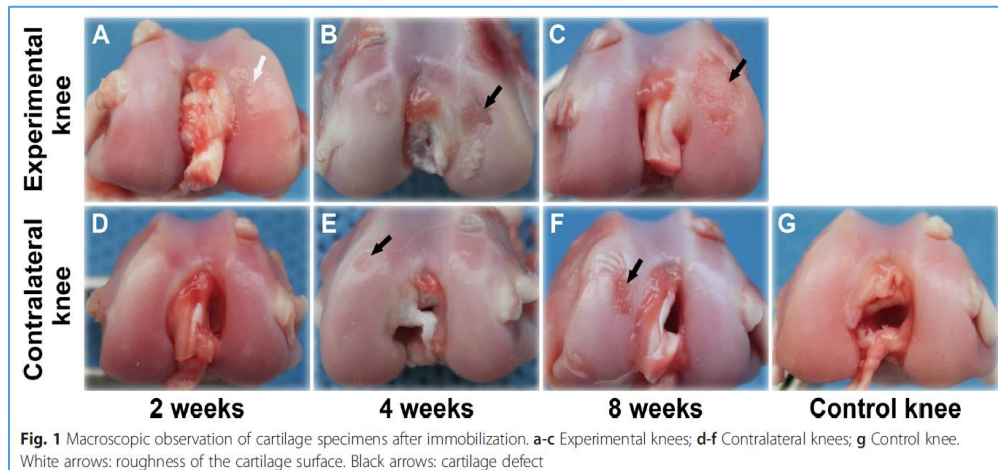 Experimental
knee
A
B
C
Contralateral
knee
D
E
F
G
2 weeks
4 weeks
8 weeks
Control knee
Fig. 1 Macroscopic observation of cartilage specimens after immobilization. a-c Experimental knees; d-f Contralateral knees; g Control knee.
White arrows: roughness of the cartilage surface. Black arrows: cartilage defect